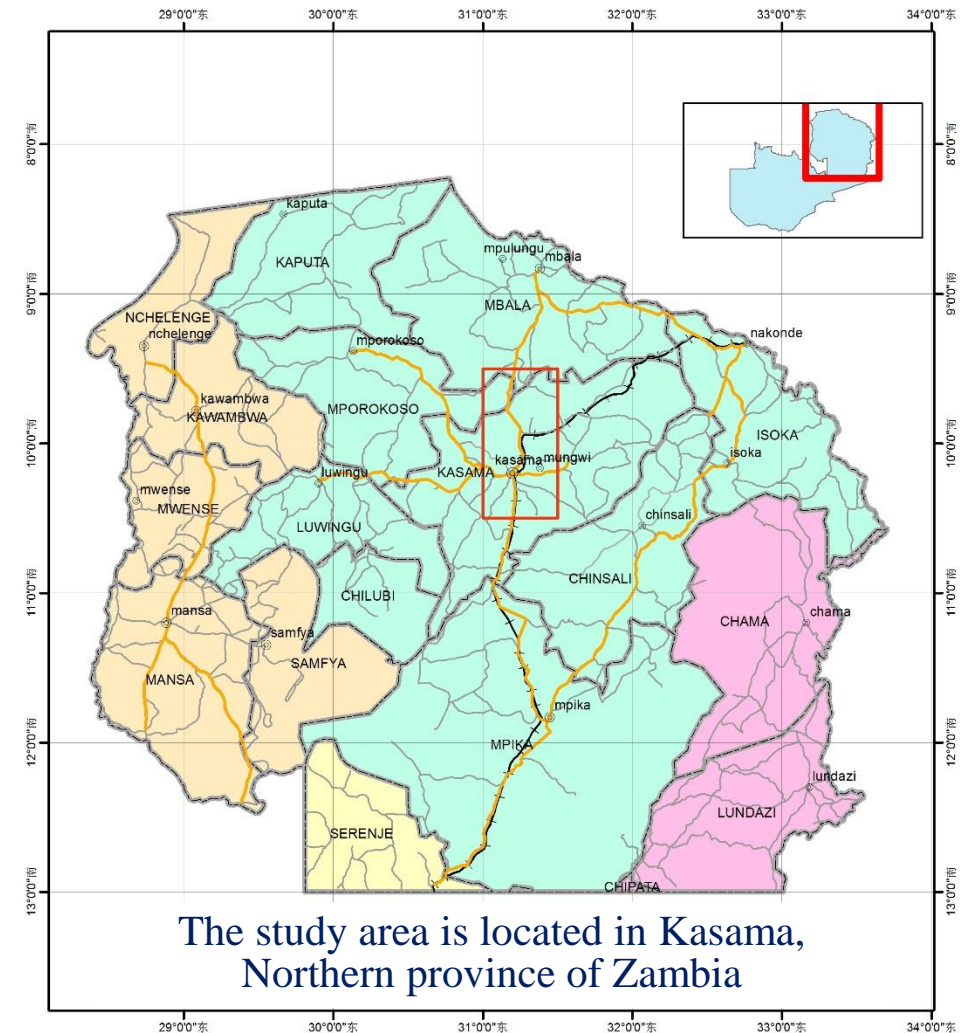 29°0'0"东
30°0'0"东
31°0'0"东
32°0'0"东
33°0'0"东
34°0'0"东
8°0'0"南
8°0'0"南
kaputa
KAPUTA
mpulungu
mbala
9°0'0"南
9°0'0"南
MBALA
NCHELENGE
nchelenge
mporokoso
nakonde
kawambwa
KAWAMBWA
MPOROKOSO
ISOKA
10°0'0"南
10°0'0"南
luwingu
KASAMA
kasama
mungwi
isoka
mwense
MWENSE
LUWINGU
chinsali
CHINSALI
11°0'0"南
11°0'0"南
CHILUBI
mansa
samfya
CHAMA
chama
SAMFYA
MANSA
mpika
12°0'0"南
12°0'0"南
MPIKA
lundazi
LUNDAZI
SERENJE
CHIPATA
13°0'0"南
13°0'0"南
The study area is located in Kasama,
Northern province of Zambia
29°0'0"东
30°0'0"东
31°0'0"东
32°0'0"东
33°0'0"东
34°0'0"东